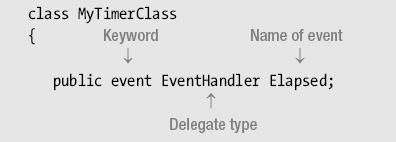 class MyTimerClass
{ Keyword Name of event
public event EventHandler Elapsed;
Delegate type